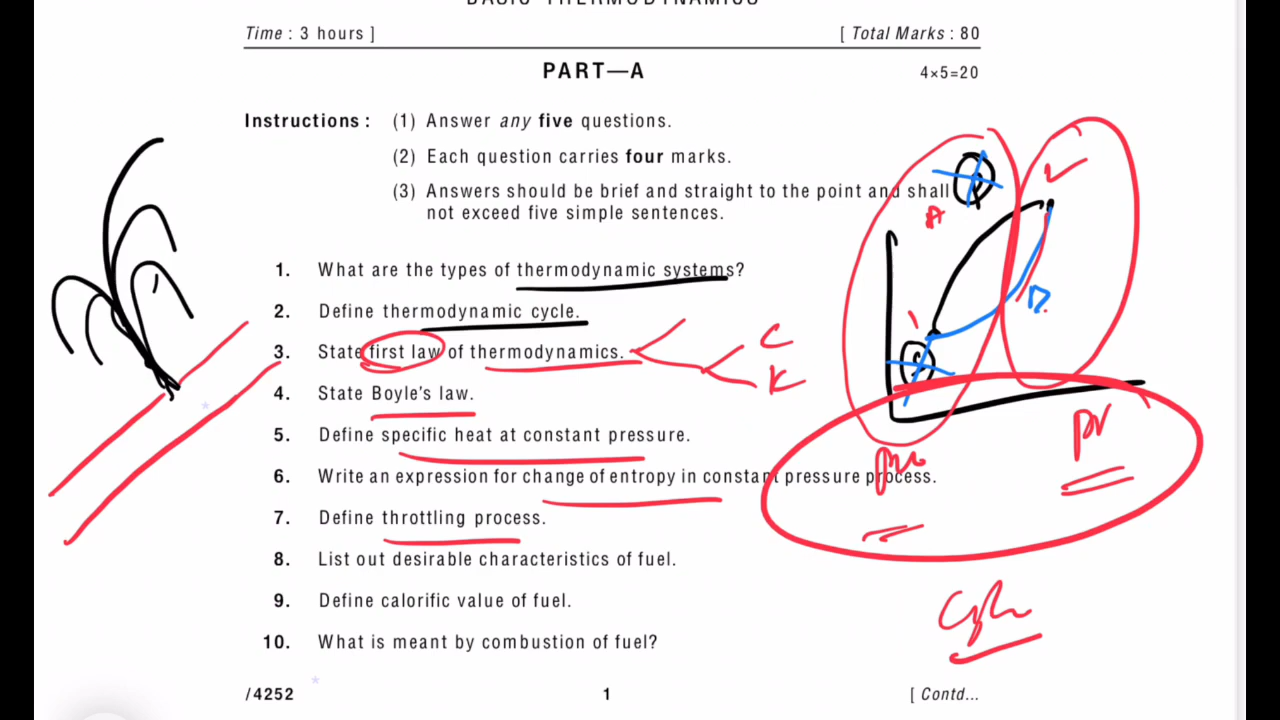 BASIC THERMODYNAMICS
Time : 3 hours ] [ Total Marks : 80
PART—A 4×5=20
Instructions : (1) Answer any five questions.
(2) Each question carries four marks.
(3) Answers should be brief and straight to the point and shall
not exceed five simple sentences.
1. What are the types of thermodynamic systems?
2. Define thermodynamic cycle.
3. State first law of thermodynamics.
C
K
4. State Boyle's law.
5. Define specific heat at constant pressure.
6. Write an expression for change of entropy in constant pressure process.
7. Define throttling process.
8. List out desirable characteristics of fuel.
9. Define calorific value of fuel.
10. What is meant by combustion of fuel?
/4252 1 [ Contd...